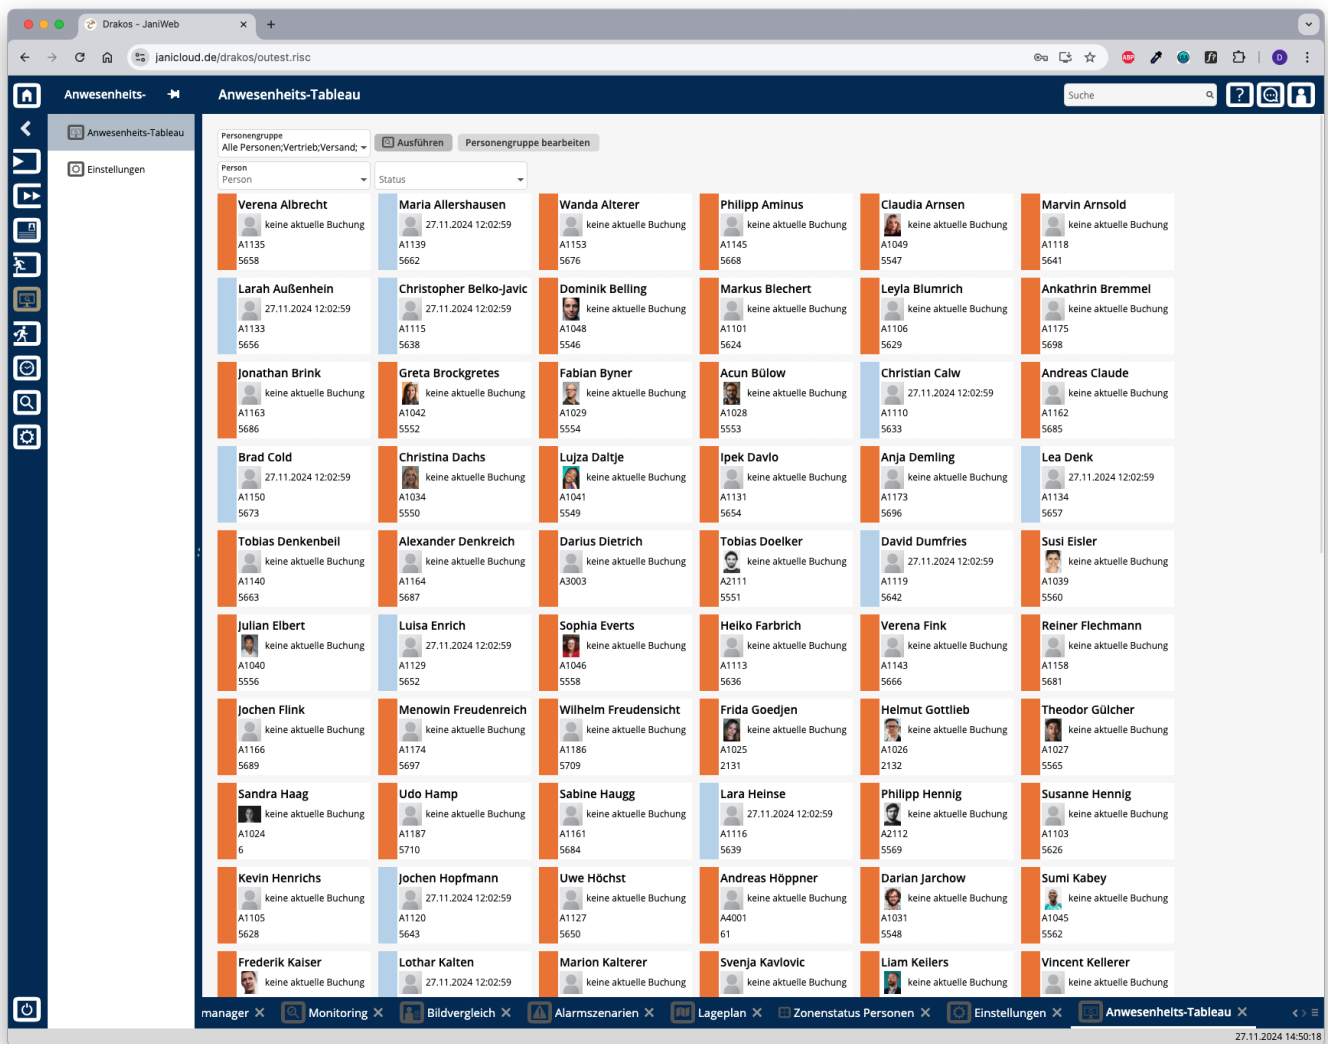 Drakos - JaniWeb
janicloud.de/drakos/outest.risc
ABP
D
Anwesenheits-
Anwesenheits-Tableau
Suche
Anwesenheits-Tableau
Einstellungen
Personengruppe
Alle Personen;Vertrieb;Versand;
Ausführen
Personengruppe bearbeiten
Person
Person
Status
Verena Albrecht
keine aktuelle Buchung
A1135
5658
Maria Allershausen
27.11.2024 12:02:59
A1139
5662
Wanda Alterer
keine aktuelle Buchung
A1153
5676
Philipp Aminus
keine aktuelle Buchung
A1145
5668
Claudia Arnsen
keine aktuelle Buchung
A1049
5547
Marvin Arnsold
keine aktuelle Buchung
A1118
5641
Larah Außenhein
27.11.2024 12:02:59
A1133
5656
Christopher Belko-Javic
27.11.2024 12:02:59
A1115
5638
Dominik Belling
keine aktuelle Buchung
A1048
5546
Markus Blechert
keine aktuelle Buchung
A1101
5624
Leyla Blumrich
keine aktuelle Buchung
A1106
5629
Ankathrin Bremmel
keine aktuelle Buchung
A1175
5698
Jonathan Brink
keine aktuelle Buchung
A1163
5686
Greta Brockgretes
keine aktuelle Buchung
A1042
5552
Fabian Byner
keine aktuelle Buchung
A1029
5554
Acun Bülow
keine aktuelle Buchung
A1028
5553
Christian Calw
27.11.2024 12:02:59
A1110
5633
Andreas Claude
keine aktuelle Buchung
A1162
5685
Brad Cold
27.11.2024 12:02:59
A1150
5673
Christina Dachs
keine aktuelle Buchung
A1034
5550
Lujza Daltje
keine aktuelle Buchung
A1041
5549
Ipek Davlo
keine aktuelle Buchung
A1131
5654
Anja Demling
keine aktuelle Buchung
A1173
5696
Lea Denk
27.11.2024 12:02:59
A1134
5657
Tobias Denkenbeil
keine aktuelle Buchung
A1140
5663
Alexander Denkreich
keine aktuelle Buchung
A1164
5687
Darius Dietrich
keine aktuelle Buchung
A3003
Tobias Doelker
keine aktuelle Buchung
A2111
5551
David Dumfries
27.11.2024 12:02:59
A1119
5642
Susi Eisler
keine aktuelle Buchung
A1039
5560
Julian Elbert
keine aktuelle Buchung
A1040
5556
Luisa Enrich
27.11.2024 12:02:59
A1129
5652
Sophia Everts
keine aktuelle Buchung
A1046
5558
Heiko Farbrich
keine aktuelle Buchung
A1113
5636
Verena Fink
keine aktuelle Buchung
A1143
5666
Reiner Flechmann
keine aktuelle Buchung
A1158
5681
Jochen Flink
keine aktuelle Buchung
A1166
5689
Menowin Freudenreich
keine aktuelle Buchung
A1174
5697
Wilhelm Freudensicht
keine aktuelle Buchung
A1186
5709
Frida Goedjen
keine aktuelle Buchung
A1025
2131
Helmut Gottlieb
keine aktuelle Buchung
A1026
2132
Theodor Gülcher
keine aktuelle Buchung
A1027
5565
Sandra Haag
keine aktuelle Buchung
A1024
6
Udo Hamp
keine aktuelle Buchung
A1187
5710
Sabine Haugg
keine aktuelle Buchung
A1161
5684
Lara Heinse
27.11.2024 12:02:59
A1116
5639
Philipp Hennig
keine aktuelle Buchung
A2112
5569
Susanne Hennig
keine aktuelle Buchung
A1103
5626
Kevin Henrichs
keine aktuelle Buchung
A1105
5628
Jochen Hopfmann
27.11.2024 12:02:59
A1120
5643
Uwe Höchst
keine aktuelle Buchung
A1127
5650
Andreas Höppner
keine aktuelle Buchung
A4001
61
Darian Jarchow
keine aktuelle Buchung
A1031
5548
Sumi Kabey
keine aktuelle Buchung
A1045
5562
Frederik Kaiser
keine aktuelle Buchung
Lothar Kalten
27.11.2024 12:02:59
Marion Kalterer
keine aktuelle Buchung
Svenja Kavlovic
keine aktuelle Buchung
Liam Keilers
keine aktuelle Buchung
Vincent Kellerer
keine aktuelle Buchung
manager
Monitoring
Bildvergleich
Alarmszenarien
Lageplan
Zonenstatus Personen
Einstellungen
Anwesenheits-Tableau
27.11.2024 14:50:18